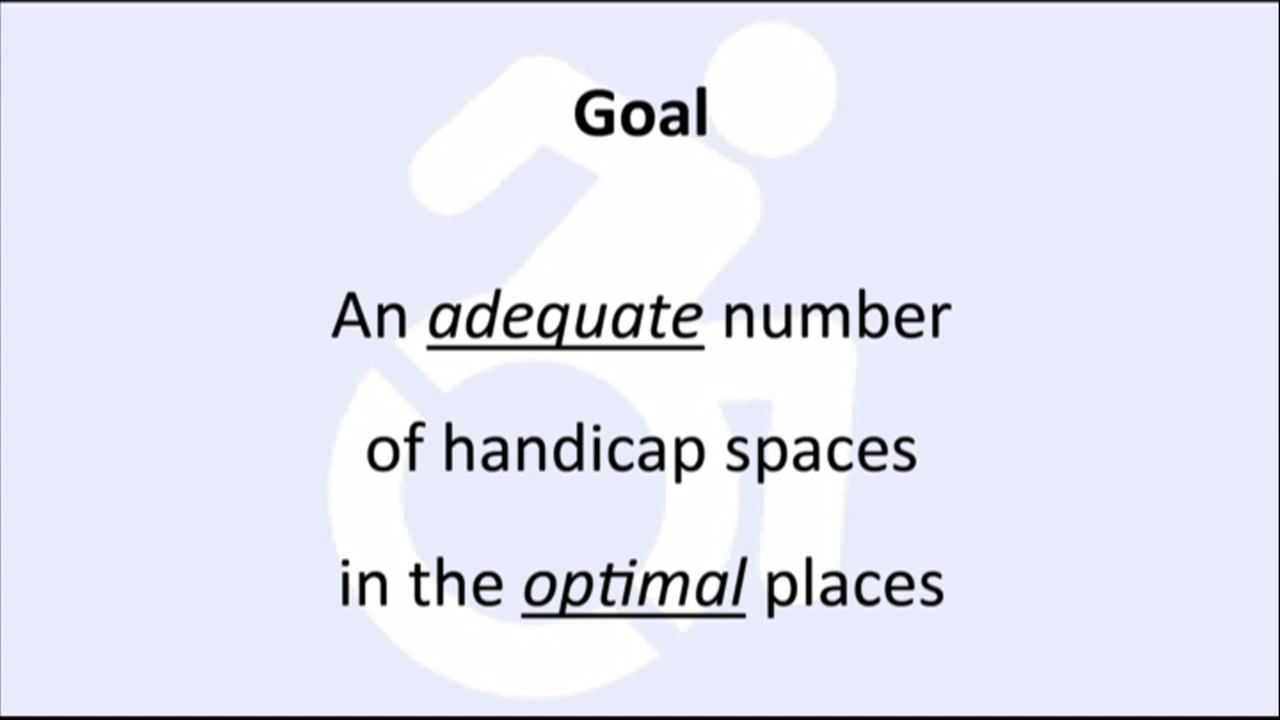 Goal
An adequate number
of handicap spaces
in the optimal places